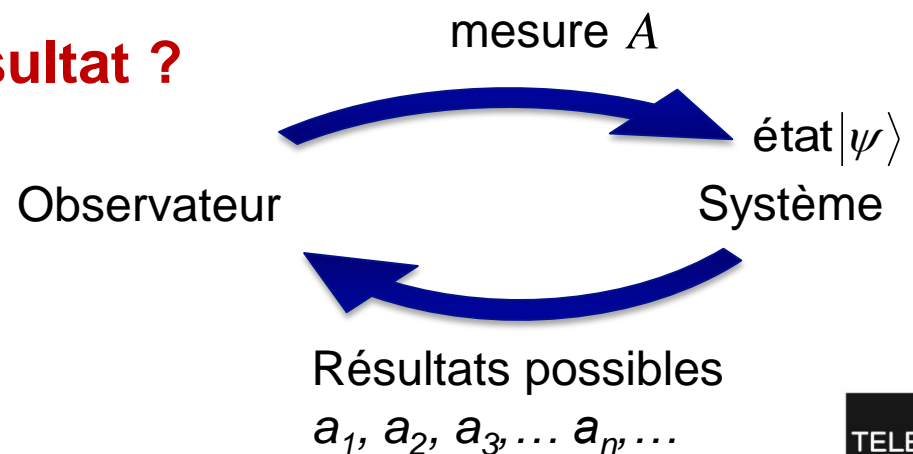 mesure A
sultat ?
état|ψ⟩
Observateur
Système
Résultats possibles
a₁, a₂, a₃,… aₙ,…
TELE